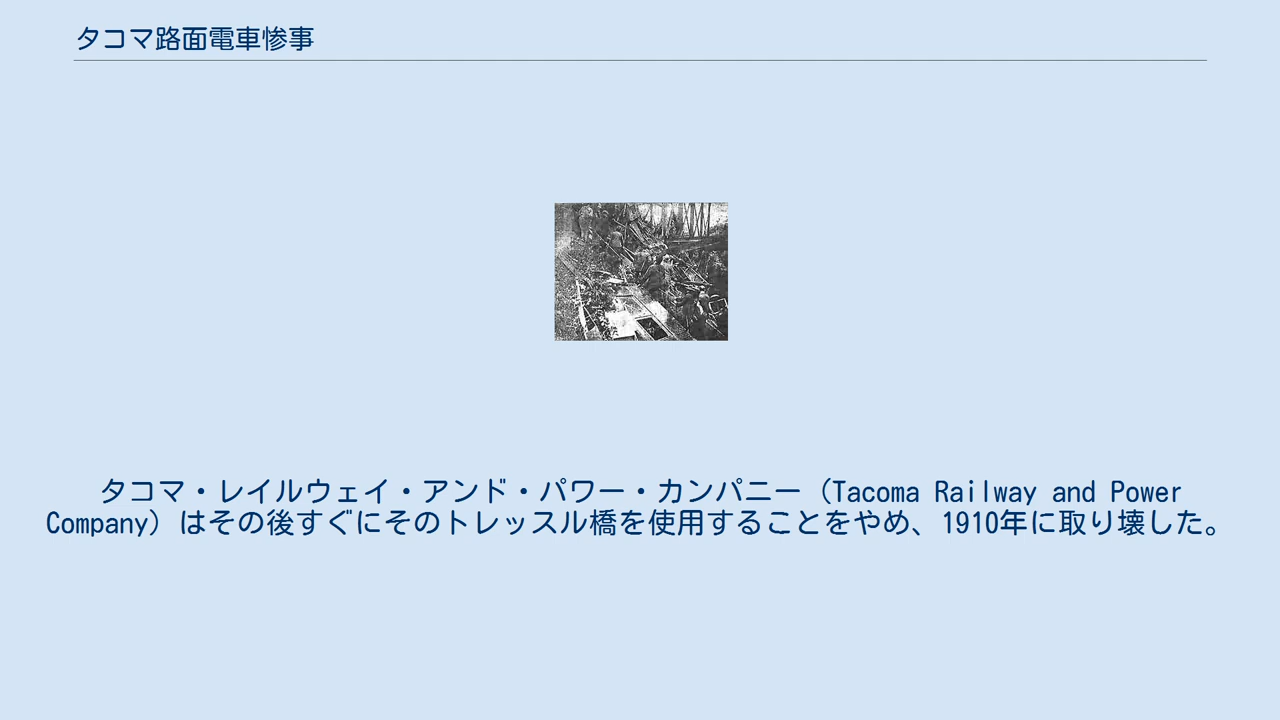 タコマ路面電車惨事
タコマ・レイルウェイ・アンド・パワー・カンパニー（Tacoma Railway and Power
Company）はその後すぐにそのトレッスル橋を使用することをやめ、1910年に取り壊した。